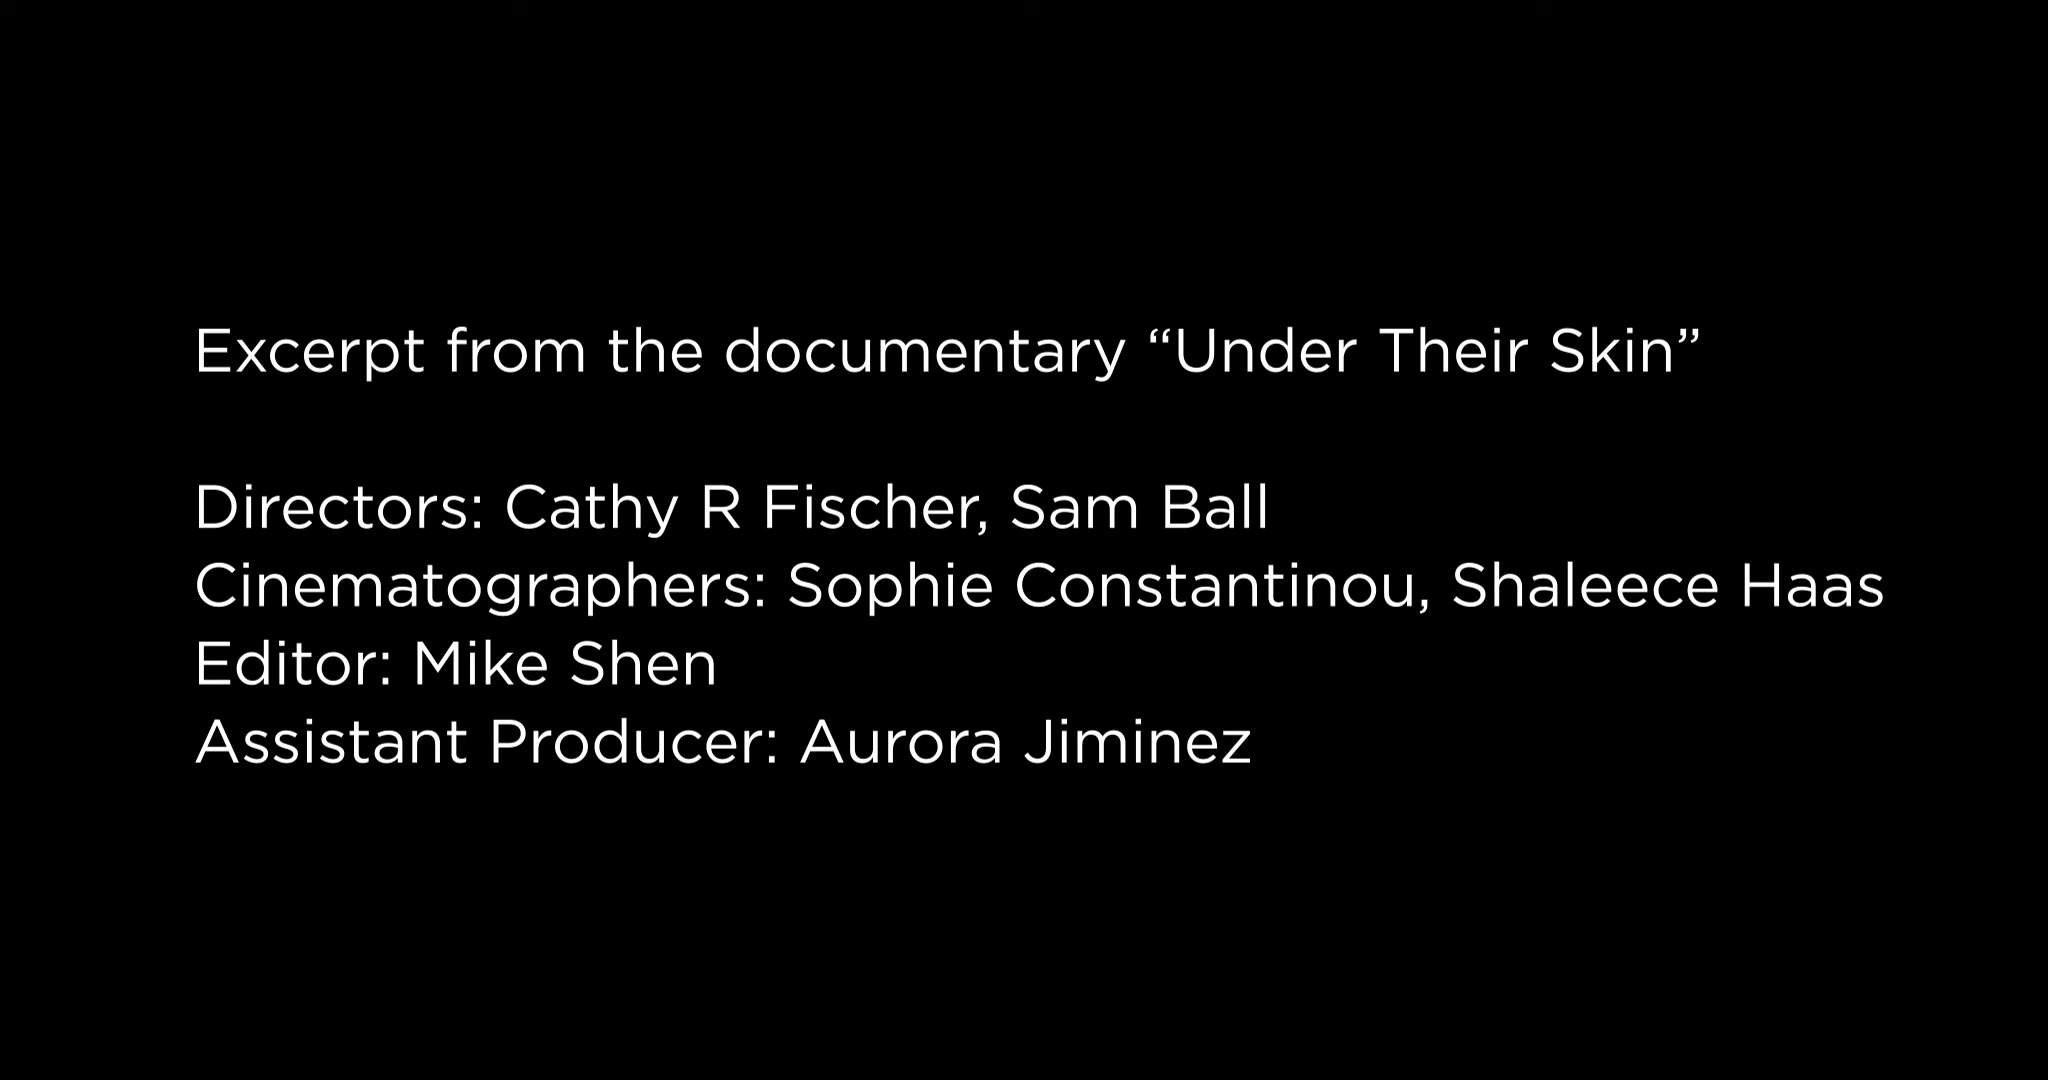 Excerpt from the documentary “Under Their Skin”
Directors: Cathy R Fischer, Sam Ball
Cinematographers: Sophie Constantinou, Shaleece Haas
Editor: Mike Shen
Assistant Producer: Aurora Jiminez